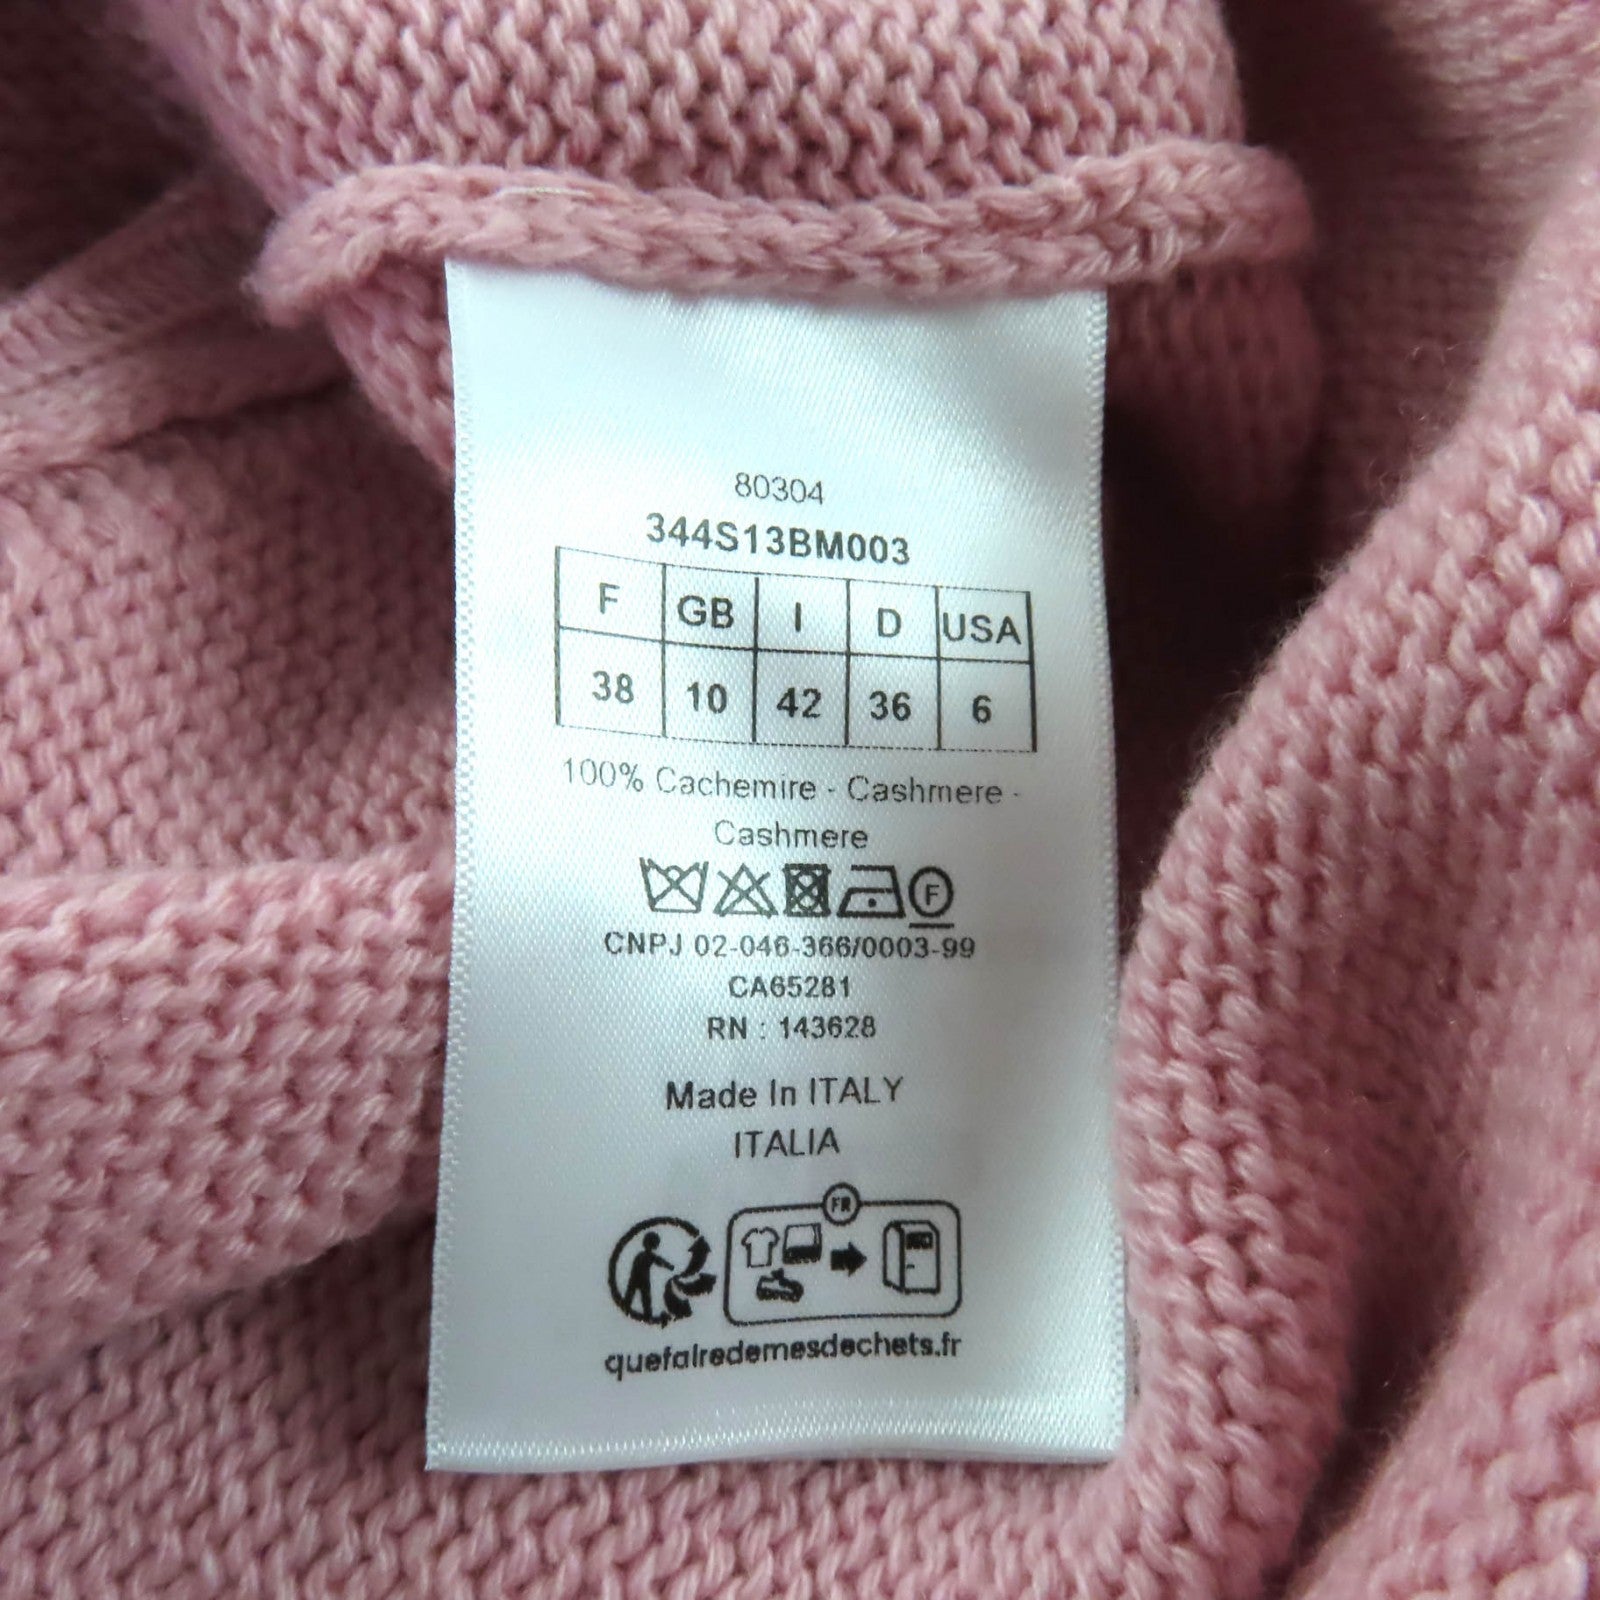 80304
344S13BM003
F GB I D USA
38 10 42 36 6
100% Cachemire - Cashmere -
Cashmere
F
CNPJ 02-046-366/0003-99
CA65281
RN : 143628
Made In ITALY
ITALIA
FR
quefairedemesdechets.fr